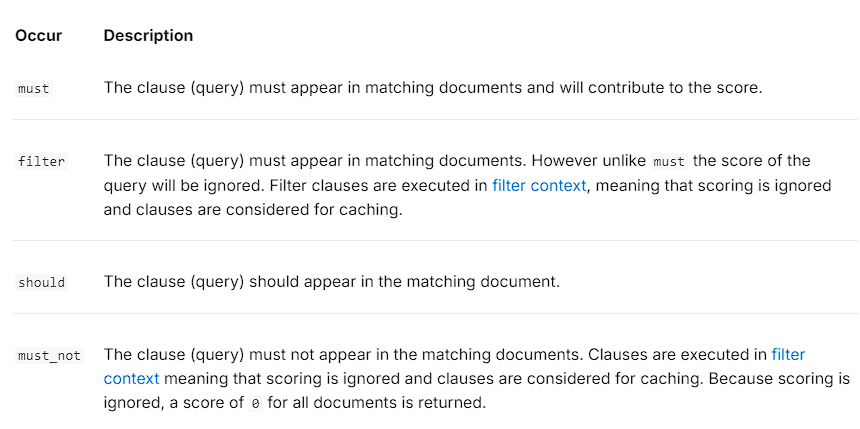 Occur Description
must The clause (query) must appear in matching documents and will contribute to the score.
filter The clause (query) must appear in matching documents. However unlike must the score of the
query will be ignored. Filter clauses are executed in filter context, meaning that scoring is ignored
and clauses are considered for caching.
should The clause (query) should appear in the matching document.
must_not The clause (query) must not appear in the matching documents. Clauses are executed in filter
context meaning that scoring is ignored and clauses are considered for caching. Because scoring is
ignored, a score of 0 for all documents is returned.